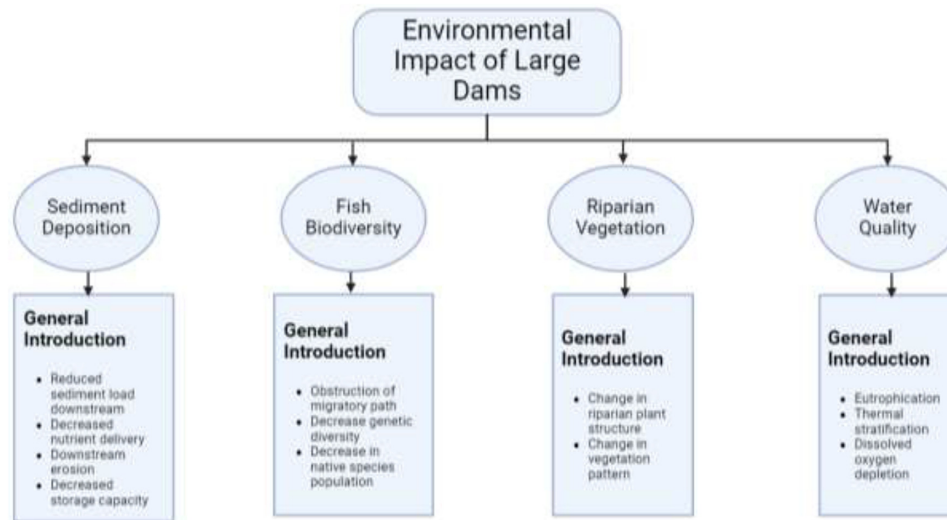 Environmental
Impact of Large
Dams
Sediment
Deposition
Fish
Biodiversity
Riparian
Vegetation
Water
Quality
General
Introduction
• Reduced
sediment load
downstream
• Decreased
nutrient delivery
• Downstream
erosion
• Decreased
storage capacity
General
Introduction
• Obstruction of
migratory path
• Decrease genetic
diversity
• Decrease in
native species
population
General
Introduction
• Change in
riparian plant
structure
• Change in
vegetation
pattern
General
Introduction
• Eutrophication
• Thermal
stratification
• Dissolved
oxygen
depletion